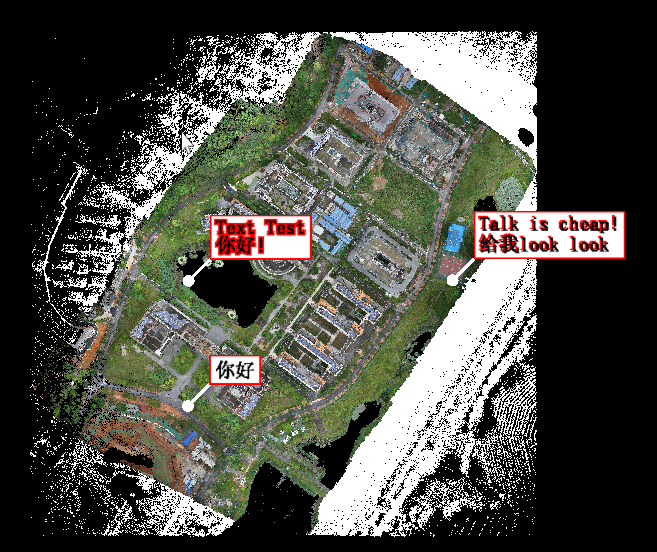 Text Test
你好!
Talk is cheap!
给我look look
你好